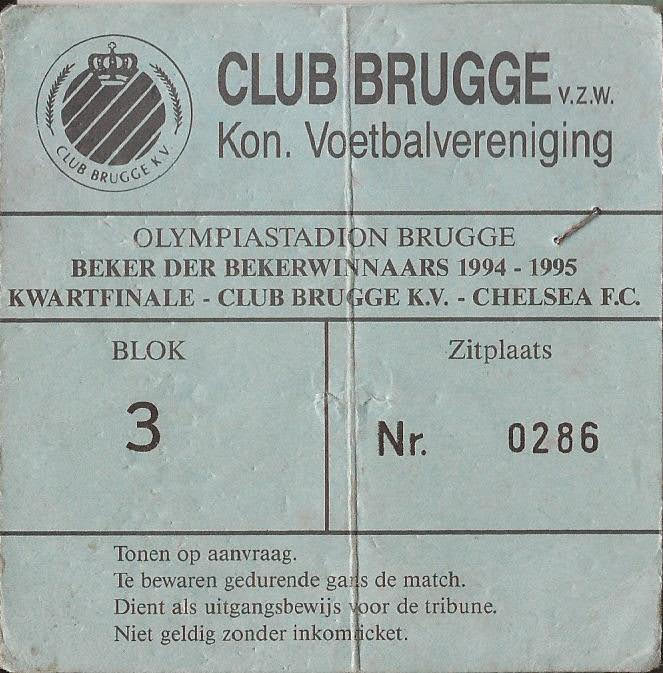 CLUB BRUGGE V.Z.W.
Kon. Voetbalvereniging
CLUB BRUGGE K.V.
OLYMPIASTADION BRUGGE
BEKER DER BEKERWINNAARS 1994 - 1995
KWARTFINALE - CLUB BRUGGE K.V. - CHELSEA F.C.
BLOK
Zitplaats
3
Nr. 0286
Tonen op aanvraag.
Te bewaren gedurende gans de match.
Dient als uitgangsbewijs voor de tribune.
Niet geldig zonder inkomticket.